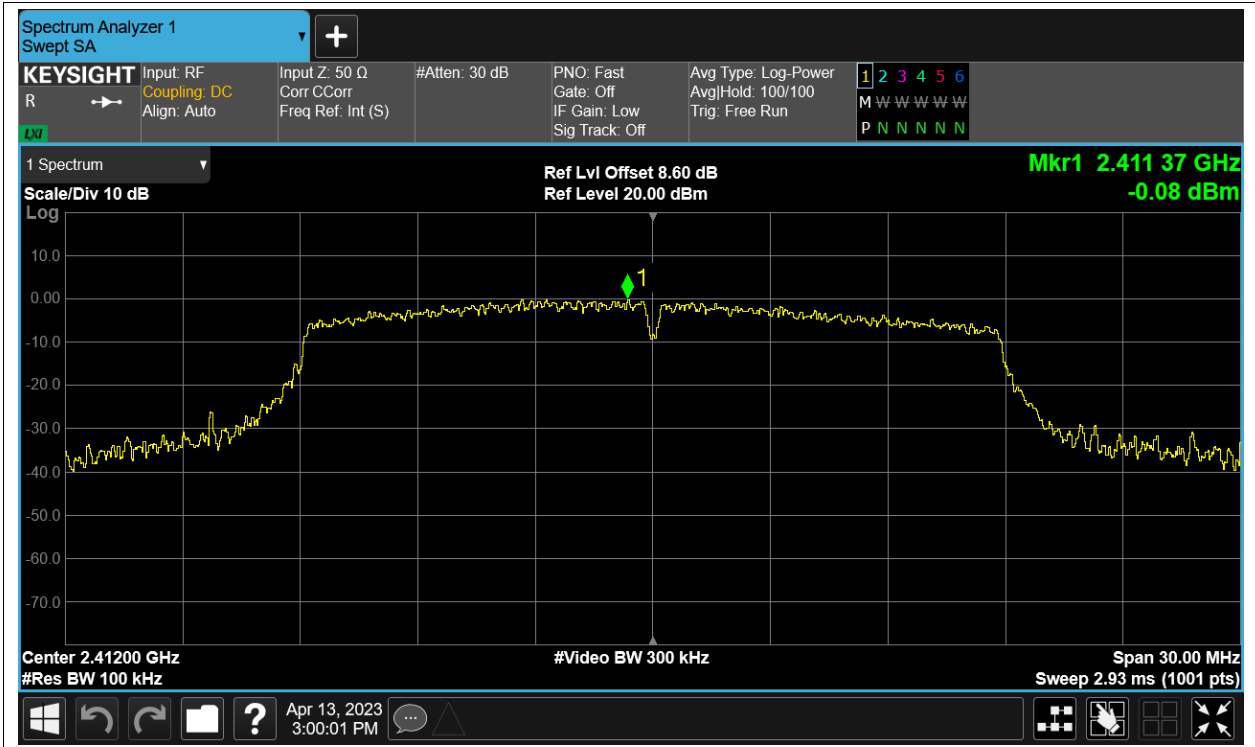 Spectrum Analyzer 1
Swept SA
KEYSIGHT
R
LXI
Input: RF
Coupling: DC
Align: Auto
Input Z: 50 Ω
Corr CCorr
Freq Ref: Int (S)
#Atten: 30 dB
PNO: Fast
Gate: Off
IF Gain: Low
Sig Track: Off
Avg Type: Log-Power
Avg|Hold: 100/100
Trig: Free Run
1 2 3 4 5 6
M W W W W W
P N N N N N
1 Spectrum
Scale/Div 10 dB
Log
Ref Lvl Offset 8.60 dB
Ref Level 20.00 dBm
Mkr1 2.411 37 GHz
-0.08 dBm
10.0
0.00
-10.0
-20.0
-30.0
-40.0
-50.0
-60.0
-70.0
1
Center 2.41200 GHz
#Res BW 100 kHz
#Video BW 300 kHz
Span 30.00 MHz
Sweep 2.93 ms (1001 pts)
?
Apr 13, 2023
3:00:01 PM